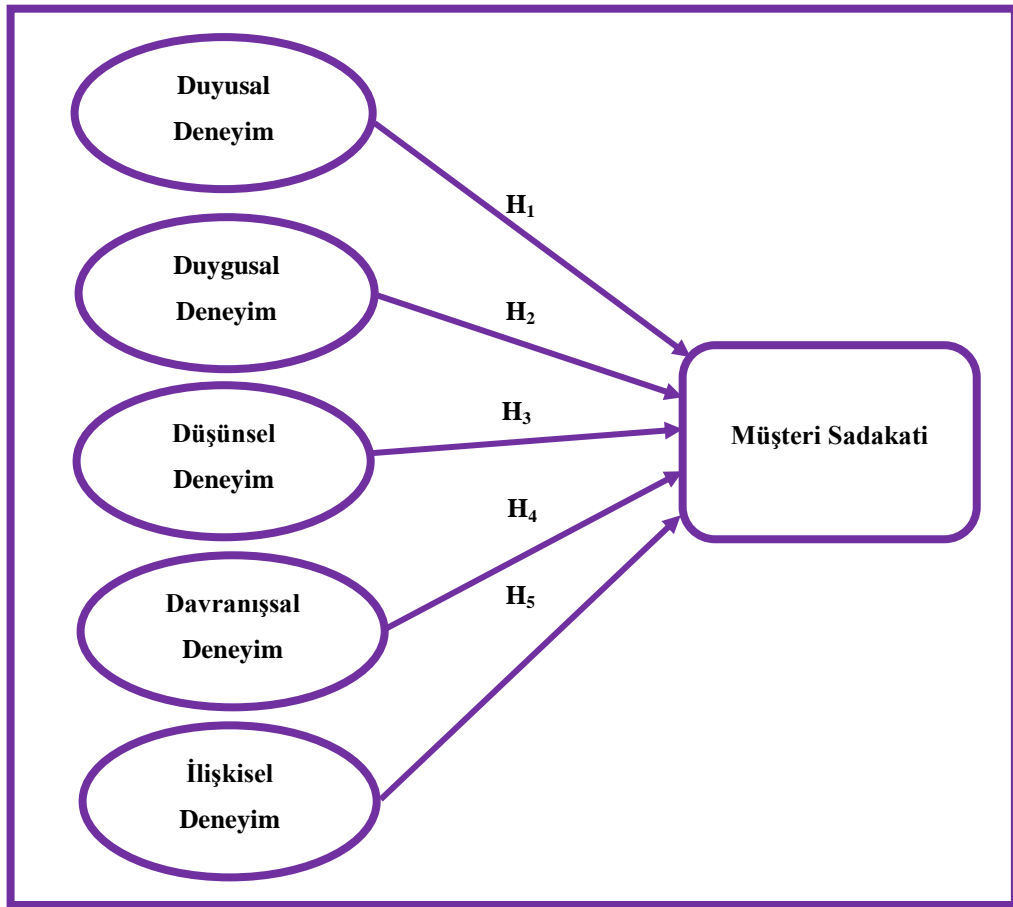 Duyusal
Deneyim
H₁
Duygusal
Deneyim
H₂
Düşünsel
Deneyim
H₃
Müşteri Sadakati
Davranışsal
Deneyim
H₄
H₅
İlişkisel
Deneyim